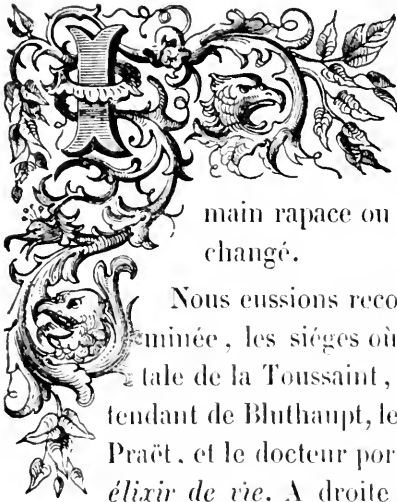 I
main rapace ou
changé.
Nous eussions reco
minée, les siéges où
tale de la Toussaint,
tendant de Bluthaupt, le
Praët, et le docteur por
élixir de vie. A droite